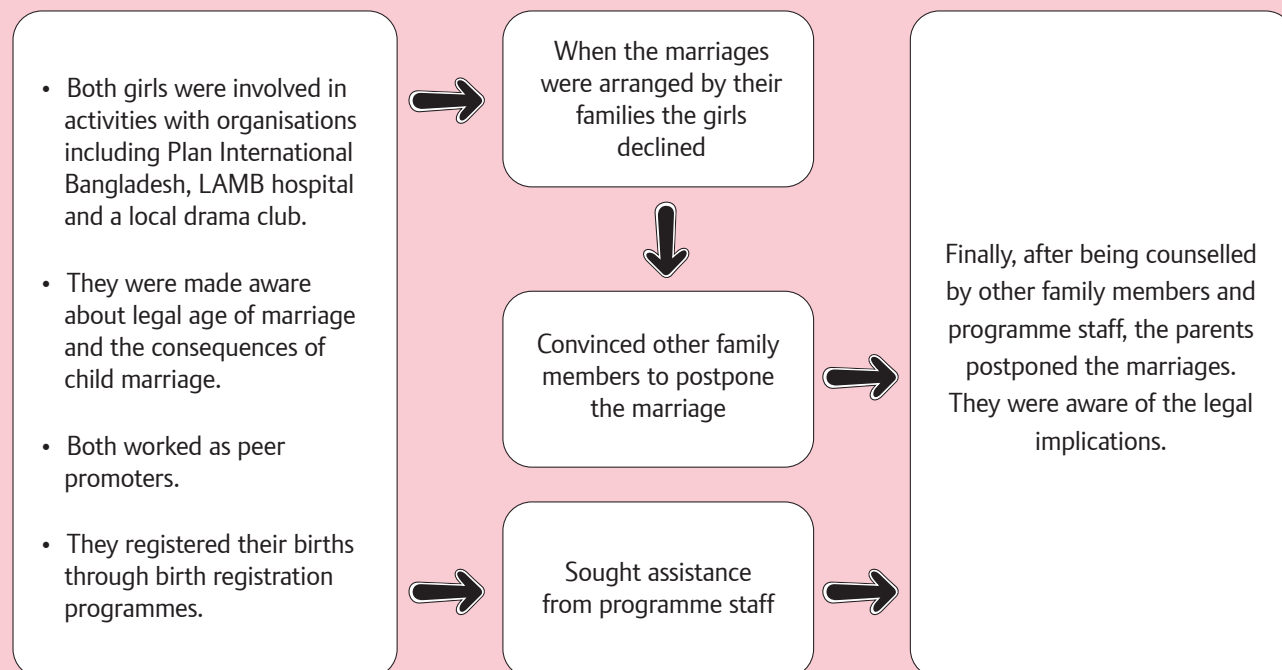 • Both girls were involved in
activities with organisations
including Plan International
Bangladesh, LAMB hospital
and a local drama club.
• They were made aware
about legal age of marriage
and the consequences of
child marriage.
• Both worked as peer
promoters.
• They registered their births
through birth registration
programmes.
When the marriages
were arranged by their
families the girls
declined
Convinced other family
members to postpone
the marriage
Sought assistance
from programme staff
Finally, after being counselled
by other family members and
programme staff, the parents
postponed the marriages.
They were aware of the legal
implications.